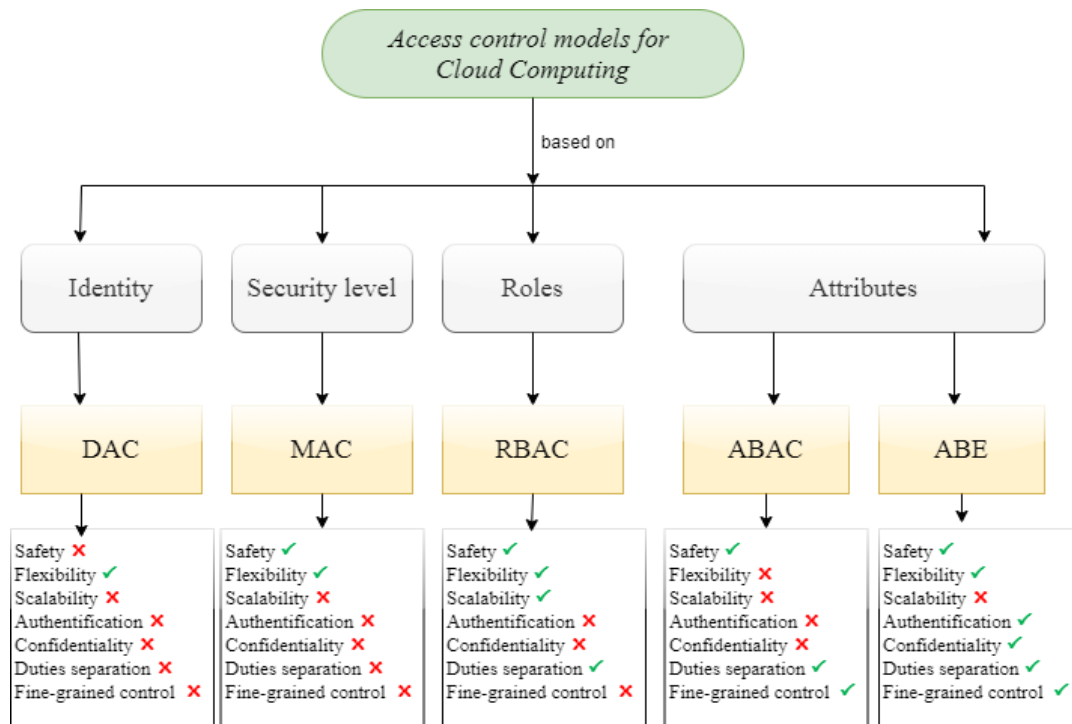 Access control models for
Cloud Computing
based on
Identity
Security level
Roles
Attributes
DAC
MAC
RBAC
ABAC
ABE
Safety ✗
Flexibility ✓
Scalability ✗
Authentification ✗
Confidentiality ✗
Duties separation ✗
Fine-grained control ✗
Safety ✓
Flexibility ✓
Scalability ✗
Authentification ✗
Confidentiality ✗
Duties separation ✗
Fine-grained control ✗
Safety ✓
Flexibility ✓
Scalability ✓
Authentification ✗
Confidentiality ✗
Duties separation ✓
Fine-grained control ✗
Safety ✓
Flexibility ✗
Scalability ✗
Authentification ✗
Confidentiality ✗
Duties separation ✓
Fine-grained control ✓
Safety ✓
Flexibility ✓
Scalability ✗
Authentification ✓
Confidentiality ✓
Duties separation ✓
Fine-grained control ✓